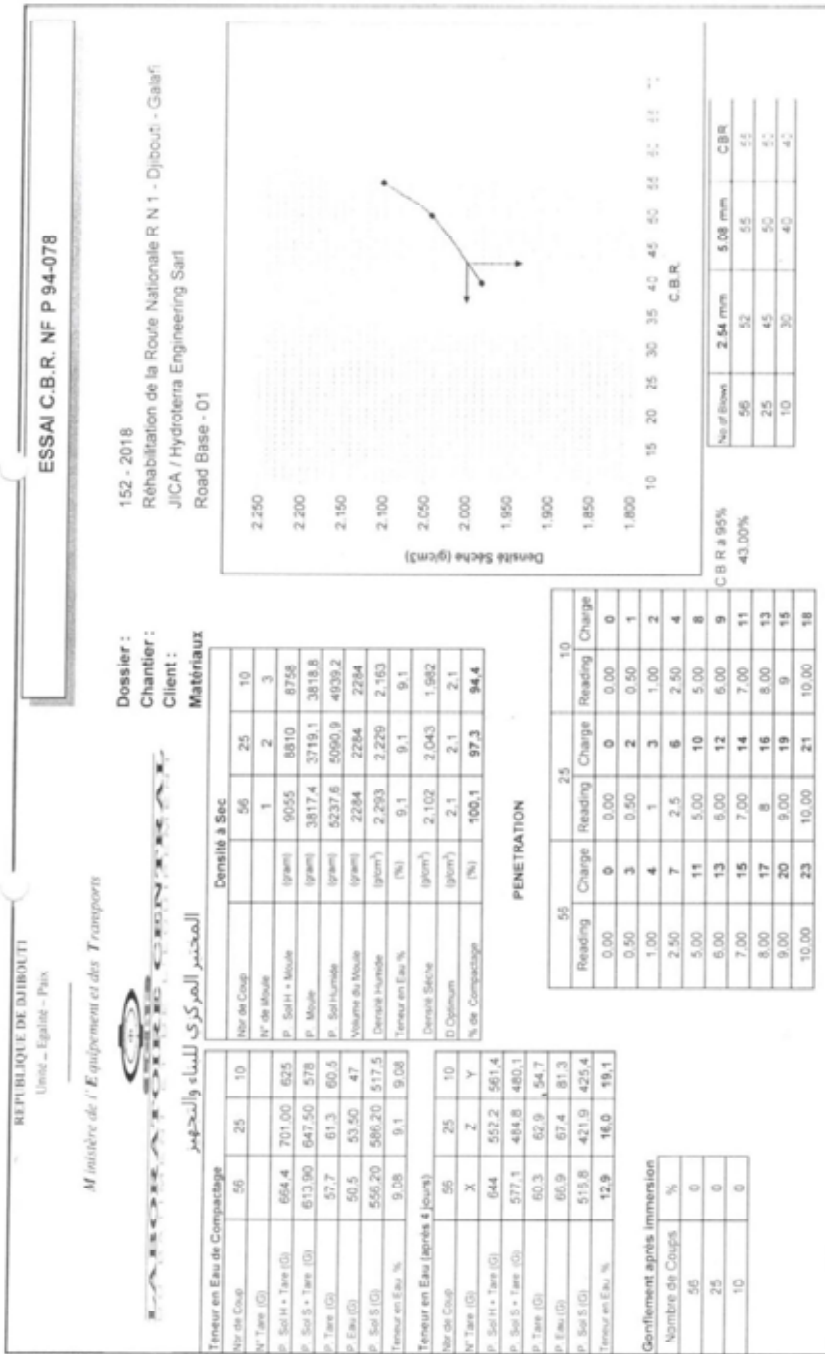 REPUBLIQUE DE DJIBOUTI
Unité _ Egalité - Paix
Ministère de l'Equipement et des Transports
LABORATOIRE CENTRAL
المختبر المركزي للبناء والتجهيز
ESSAI C.B.R. NF P 94-078
Dossier : 152 - 2018
Chantier : Réhabilitation de la Route Nationale R N 1 - Djibouti - Galafi
Client : JICA / Hydroterra Engineering Sarl
Matériaux Road Base - 01
Teneur en Eau de Compactage
Nbr de Coup 56 25 10
N° Tare (G)
P. Sol H + Tare (G) 664,4 701,00 625
P. Sol S + Tare (G) 613,90 647,50 578
P. Tare (G) 57,7 61,3 60,5
P. Eau (G) 50,5 53,50 47
P. Sol S (G) 556,20 586,20 517,5
Teneur en Eau % 9,08 9,1 9,08
Teneur en Eau (après 4 jours)
Nbr de Coup 56 25 10
N° Tare (G) X Z Y
P. Sol H + Tare (G) 644 552,2 561,4
P. Sol S + Tare (G) 577,1 484,8 480,1
P. Tare (G) 60,3 62,9 54,7
P. Eau (G) 66,9 67,4 81,3
P. Sol S (G) 515,8 421,9 425,4
Teneur en Eau % 12,9 16,0 19,1
Gonflement après immersion
Nombre de Coups %
56 0
25 0
10 0
Densité à Sec
Nbr de Coup 56 25 10
N° de Moule 1 2 3
P. Sol H + Moule (gram) 9055 8810 8758
P. Moule (gram) 3817,4 3719,1 3818,8
P. Sol Humide (gram) 5237,6 5090,9 4939,2
Volume du Moule (gram) 2284 2284 2284
Densité Humide (g/cm³) 2,293 2,229 2,163
Teneur en Eau % (%) 9,1 9,1 9,1
Densité Sèche (g/cm³) 2,102 2,043 1,982
D Optimum (g/cm³) 2,1 2,1 2,1
% de Compactage (%) 100,1 97,3 94,4
PENETRATION
56 25 10
Reading Charge Reading Charge Reading Charge
0,00 0 0,00 0 0,00 0
0,50 3 0,50 2 0,50 1
1,00 4 1 3 1,00 2
2,50 7 2,5 6 2,50 4
5,00 11 5,00 10 5,00 8
6,00 13 6,00 12 6,00 9
7,00 15 7,00 14 7,00 11
8,00 17 8 16 8,00 13
9,00 20 9,00 19 9 15
10,00 23 10,00 21 10,00 18
Densité Sèche (g/cm3)
2,250
2,200
2,150
2,100
2,050
2,000
1,950
1,900
1,850
1,800
10 15 20 25 30 35 40 45 50 55 60 65 70
C.B.R.
C B R à 95%
43.00%
No of Blows 2.54 mm 5.08 mm CBR
56 52 55 55
25 45 50 50
10 30 40 40